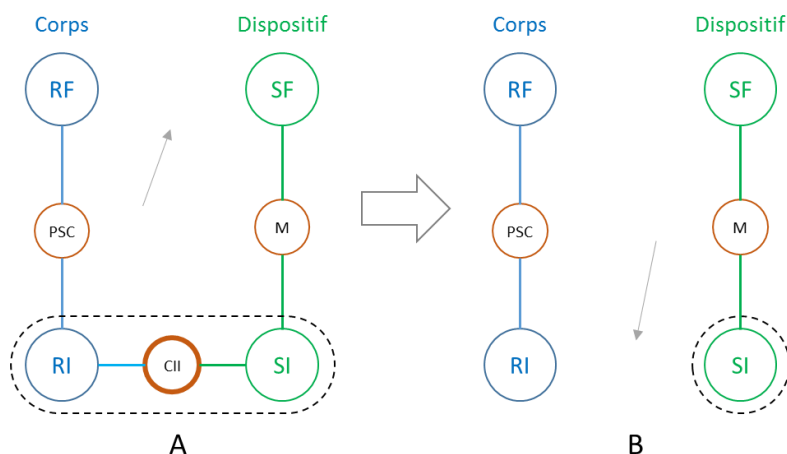 Corps Dispositif Corps Dispositif
RF SF RF SF
PSC M PSC M
RI CII SI RI SI
A B